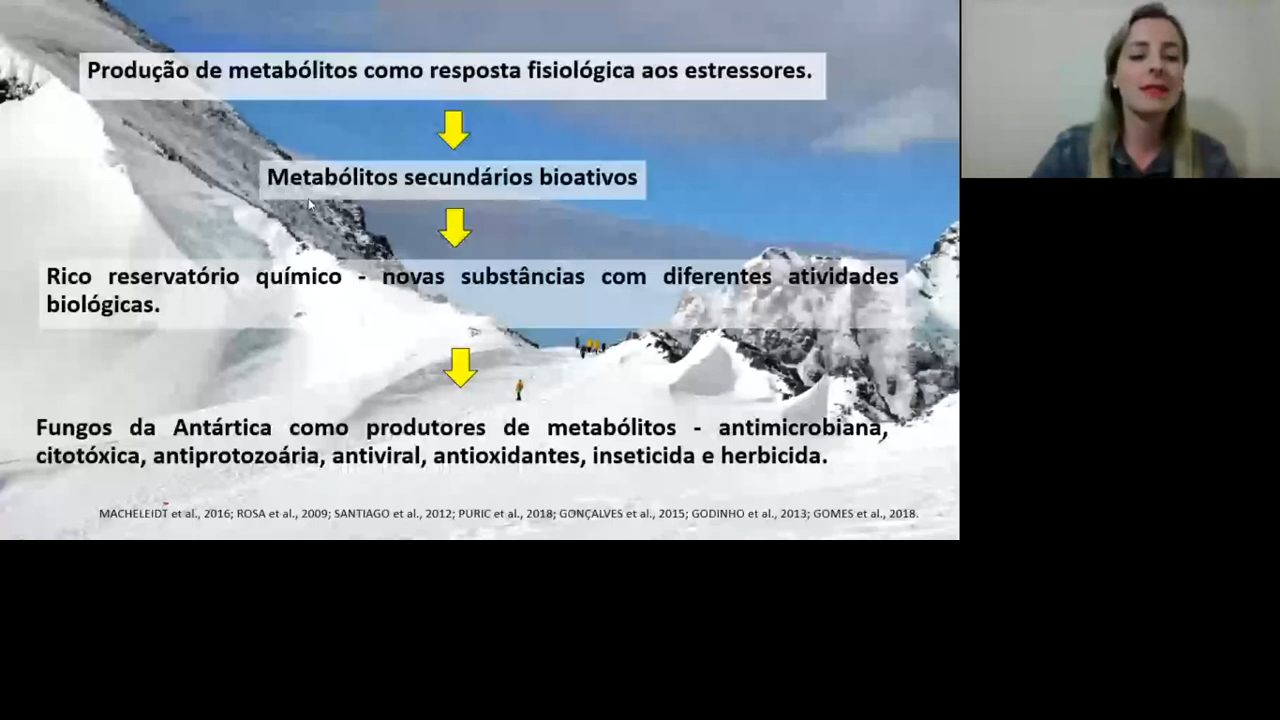 Produção de metabólitos como resposta fisiológica aos estressores.
Metabólitos secundários bioativos
Rico reservatório químico - novas substâncias com diferentes atividades
biológicas.
Fungos da Antártica como produtores de metabólitos - antimicrobiana,
citotóxica, antiprotozoária, antiviral, antioxidantes, inseticida e herbicida.
MACHELEIDT et al., 2016; ROSA et al., 2009; SANTIAGO et al., 2012; PURIC et al., 2018; GONÇALVES et al., 2015; GODINHO et al., 2013; GOMES et al., 2018.